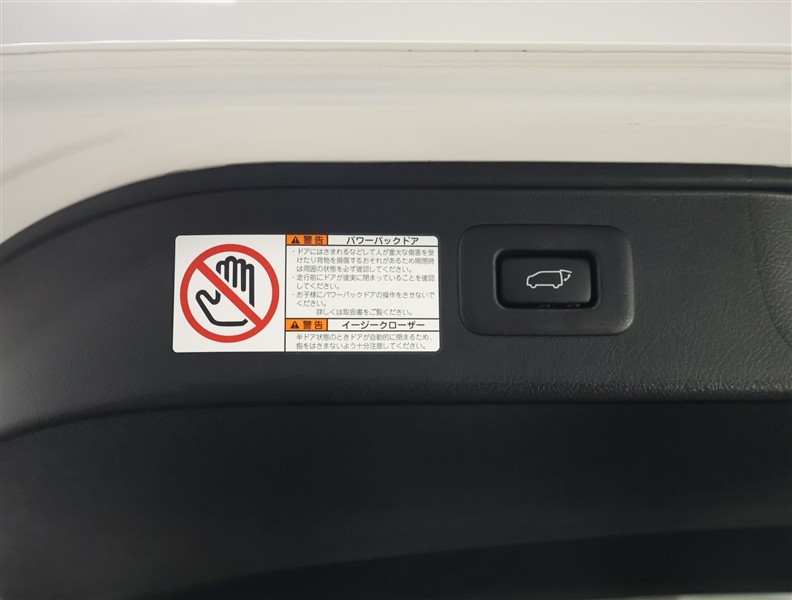 警告 パワーバックドア
・ドアにはさまれるなどして人が重大な傷害を受
けたり荷物を損傷するおそれがあるため開閉時
は周囲の状態を必ず確認してください。
・走行前にドアが確実に閉まっていることを確認
してください。
・お子様にパワーバックドアの操作をさせないで
ください。
詳しくは取扱書をご覧ください。
警告 イージークローザー
半ドア状態のときドアが自動的に閉まるため、
指をはさまないよう十分注意してください。